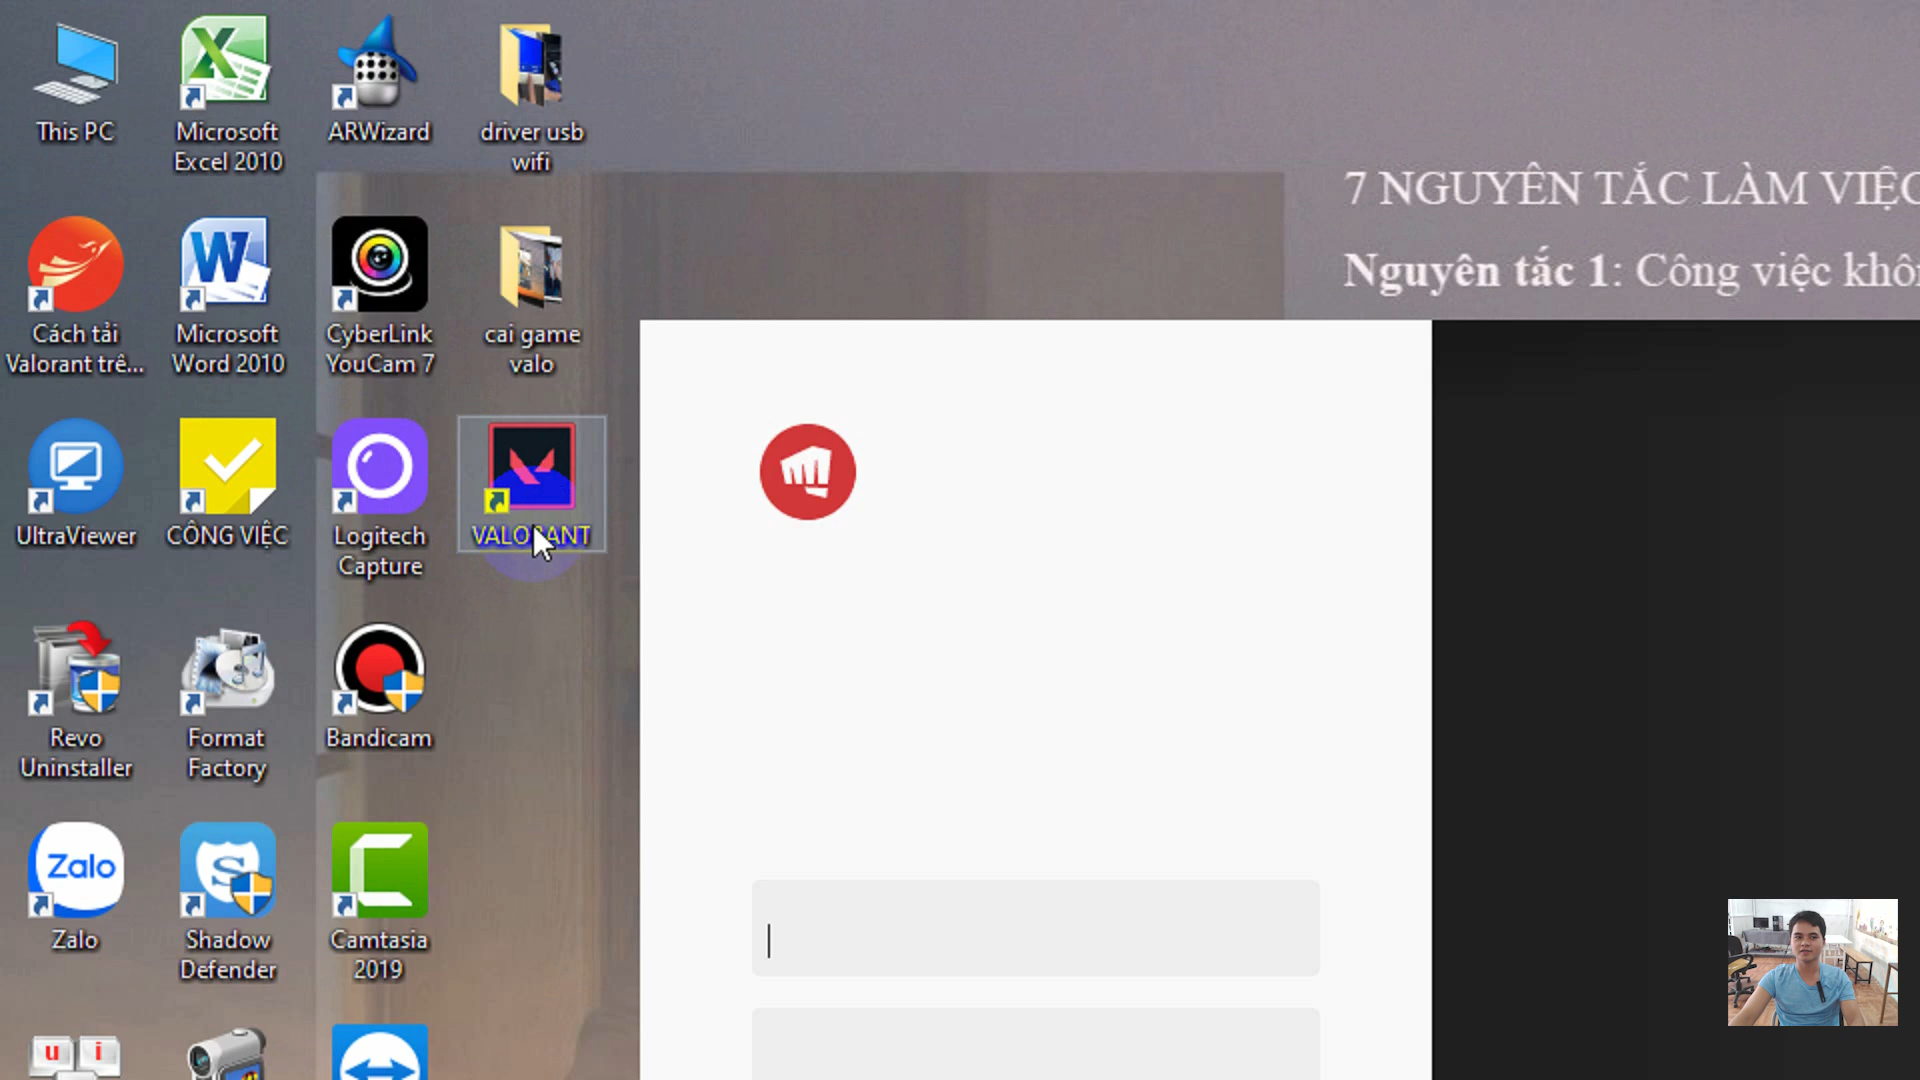 This PC
Microsoft
Excel 2010
ARWizard
driver usb
wifi
7 NGUYÊN TẮC LÀM VIỆC
Nguyên tắc 1: Công việc khôn
Cách tải
Valorant trê...
Microsoft
Word 2010
CyberLink
YouCam 7
cai game
valo
UltraViewer
CÔNG VIỆC
Logitech
Capture
VALORANT
Revo
Uninstaller
Format
Factory
Bandicam
Zalo
Zalo
Shadow
Defender
Camtasia
2019
u i